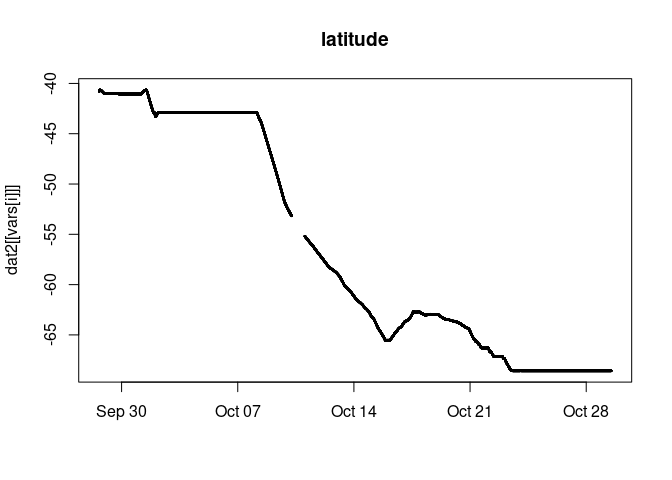 latitude
dat2[[vars[i]]]
-40
-45
-50
-55
-60
-65
Sep 30
Oct 07
Oct 14
Oct 21
Oct 28